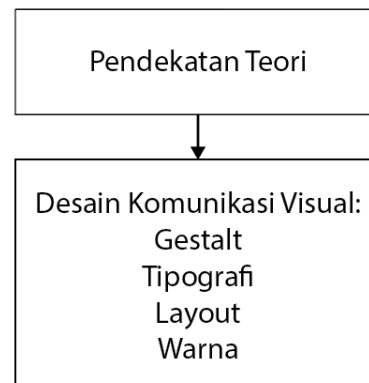 Pendekatan Teori
Desain Komunikasi Visual:
Gestalt
Tipografi
Layout
Warna